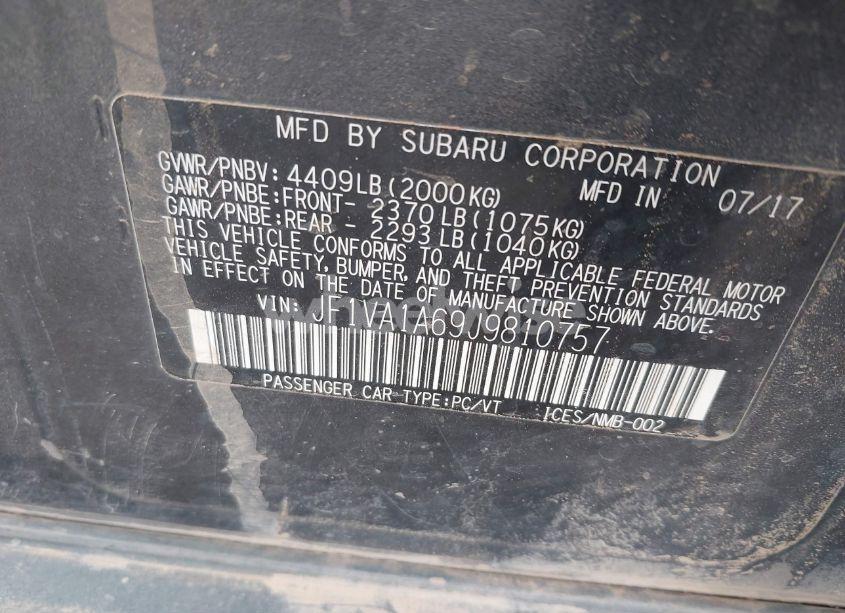 MFD BY SUBARU CORPORATION
GVWR/PNBV: 4409LB(2000KG) MFD IN 07/17
GAWR/PNBE:FRONT- 2370LB(1075KG)
GAWR/PNBE:REAR - 2293LB(1040KG)
THIS VEHICLE CONFORMS TO ALL APPLICABLE FEDERAL MOTOR
VEHICLE SAFETY, BUMPER, AND THEFT PREVENTION STANDARDS
IN EFFECT ON THE DATE OF MANUFACTURE SHOWN ABOVE.
VIN: JF1VA1A69J9810757
PASSENGER CAR TYPE:PC/VT ICES/NMB-002